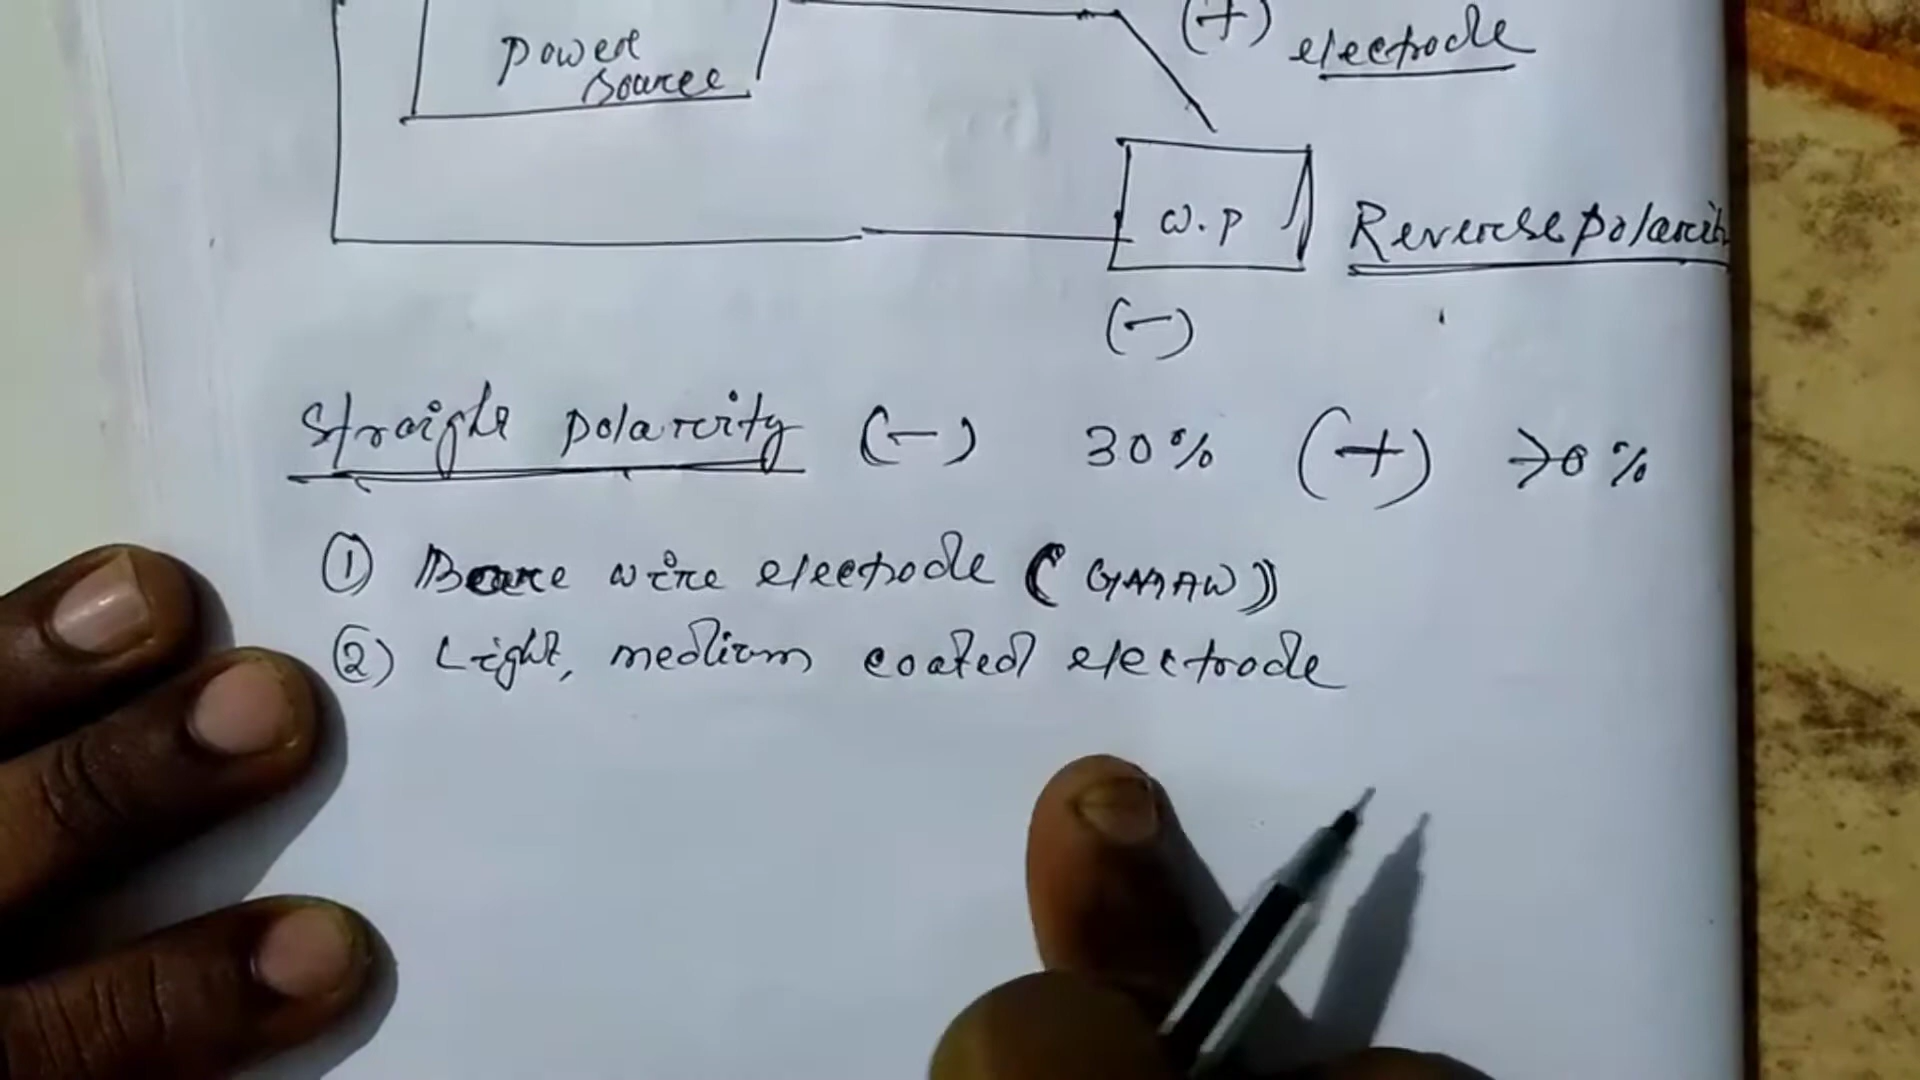 power
source
(+) electrode
W.P
Reverse polarit
(-)
Straight polarity (-) 30% (+) 70%
① Bare wire electrode (GMAW)
② Light, medium coated electrode